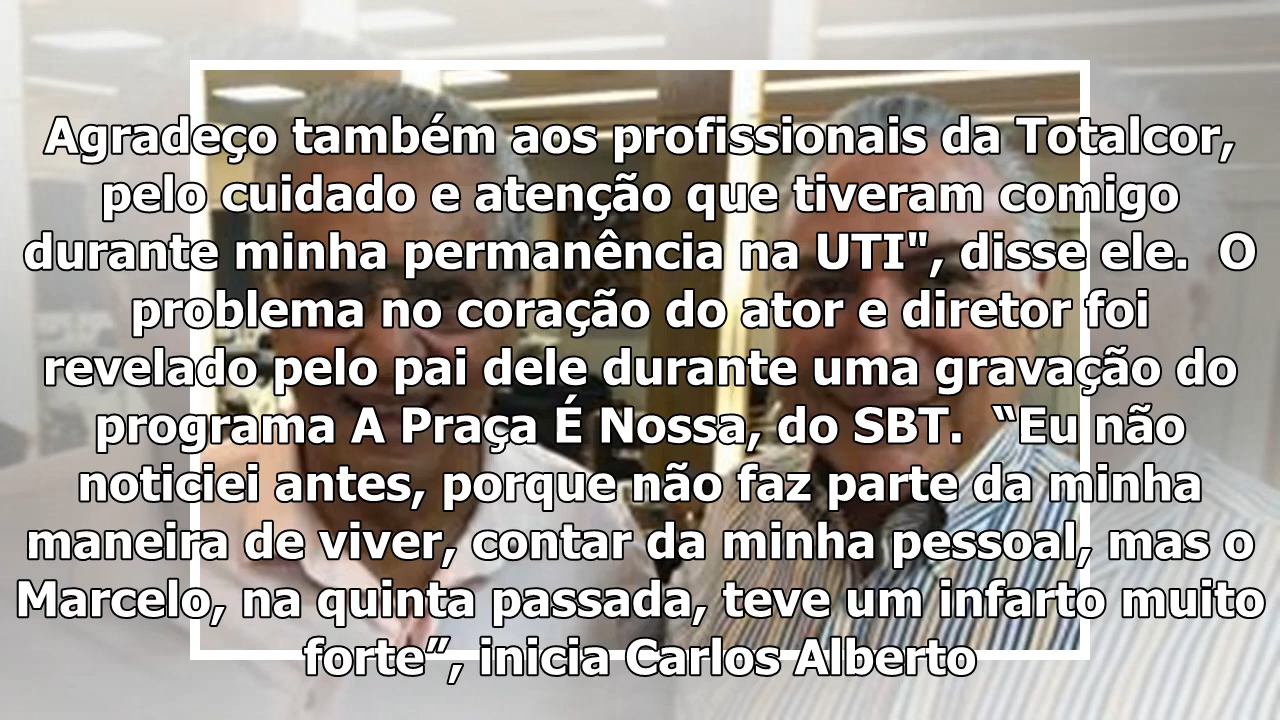 Agradeço também aos profissionais da Totalcor,
pelo cuidado e atenção que tiveram comigo
durante minha permanência na UTI", disse ele.  O
problema no coração do ator e diretor foi
revelado pelo pai dele durante uma gravação do
programa A Praça É Nossa, do SBT.  “Eu não
noticiei antes, porque não faz parte da minha
maneira de viver, contar da minha pessoal, mas o
Marcelo, na quinta passada, teve um infarto muito
forte”, inicia Carlos Alberto